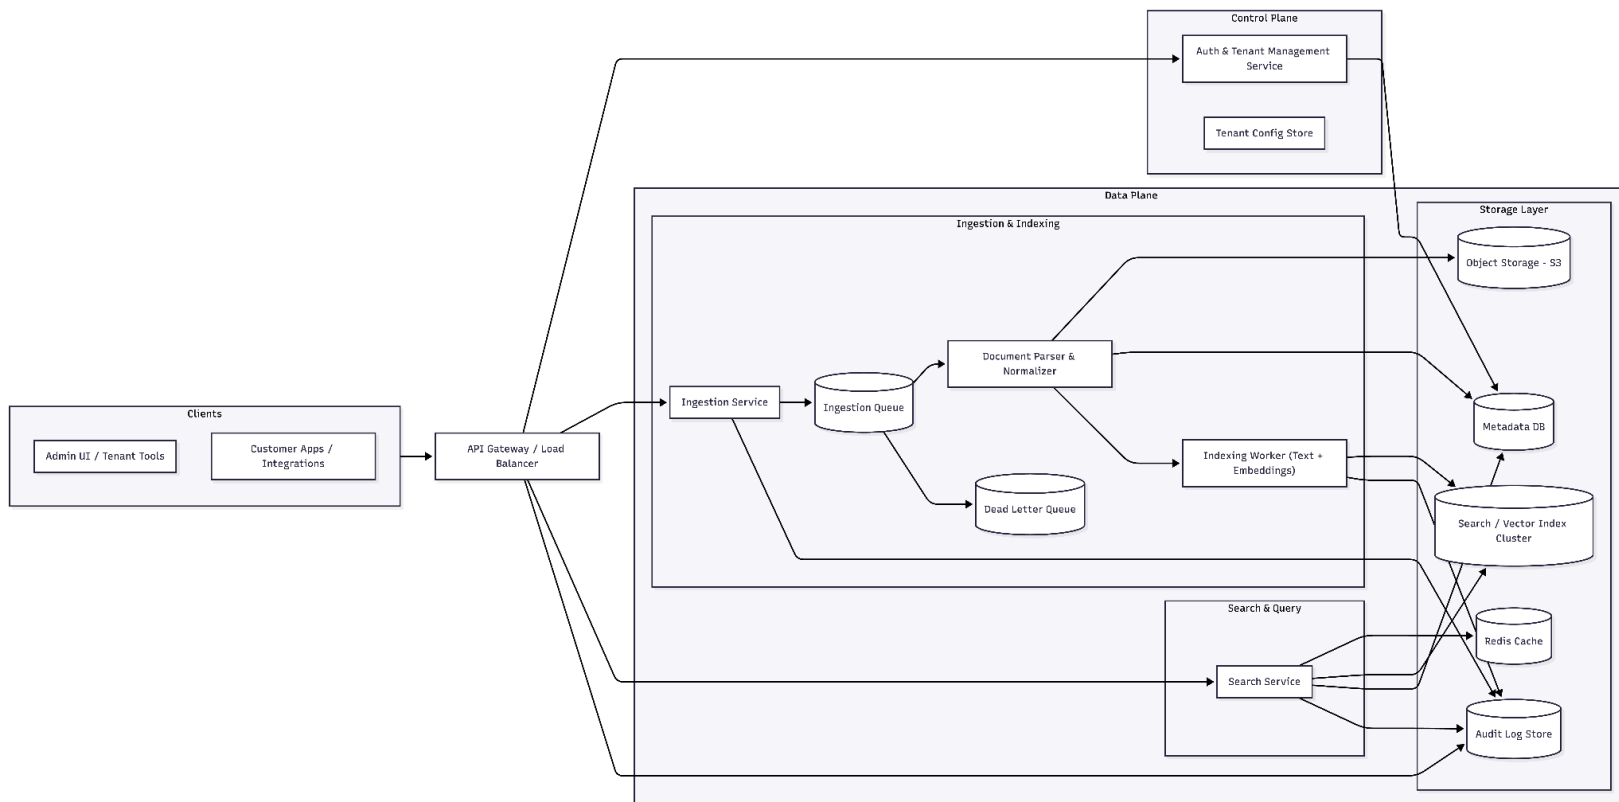 Control Plane
Auth & Tenant Management
Service
Tenant Config Store
Data Plane
Storage Layer
Ingestion & Indexing
Object Storage - S3
Document Parser &
Normalizer
Ingestion Service
Ingestion Queue
Metadata DB
Clients
Admin UI / Tenant Tools
Customer Apps /
Integrations
API Gateway / Load
Balancer
Indexing Worker (Text +
Embeddings)
Dead Letter Queue
Search / Vector Index
Cluster
Search & Query
Redis Cache
Search Service
Audit Log Store